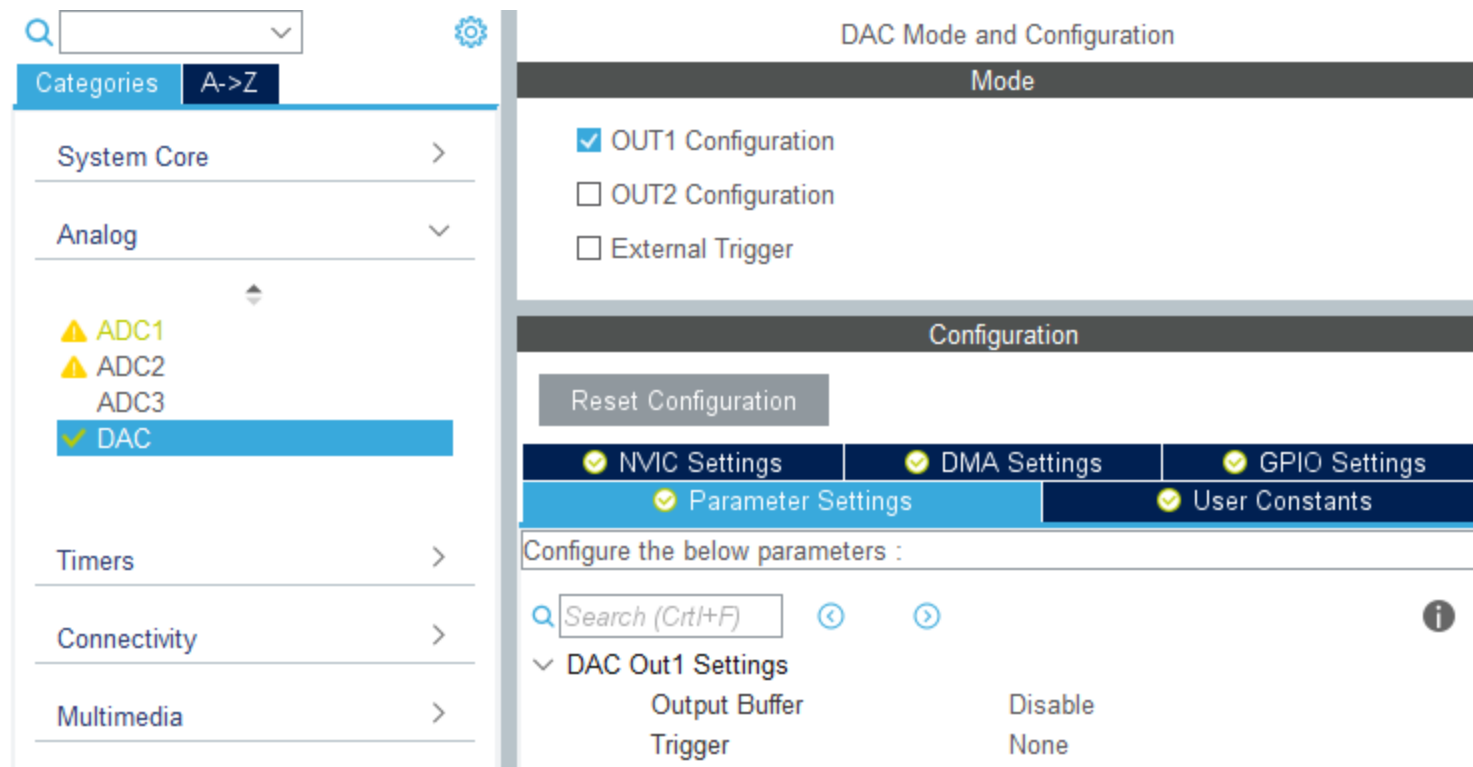 Categories
A->Z
System Core
Analog
ADC1
ADC2
ADC3
DAC
Timers
Connectivity
Multimedia
DAC Mode and Configuration
Mode
OUT1 Configuration
OUT2 Configuration
External Trigger
Configuration
Reset Configuration
NVIC Settings
DMA Settings
GPIO Settings
Parameter Settings
User Constants
Configure the below parameters :
Search (Crtl+F)
DAC Out1 Settings
Output Buffer Disable
Trigger None